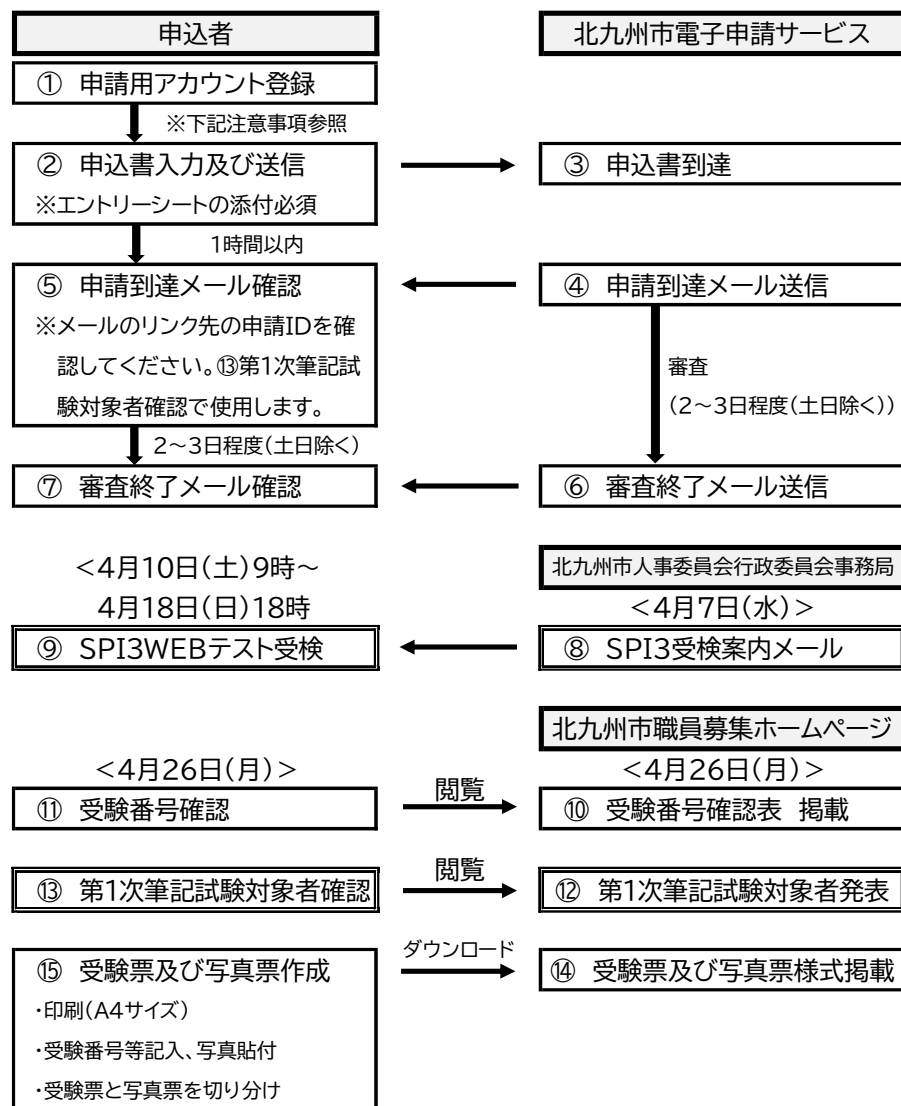 申込者
北九州市電子申請サービス
① 申請用アカウント登録
※下記注意事項参照
② 申込書入力及び送信
※エントリーシートの添付必須
③ 申込書到達
1時間以内
⑤ 申請到達メール確認
※メールのリンク先の申請IDを確
認してください。⑬第1次筆記試
験対象者確認で使用します。
④ 申請到達メール送信
審査
(2～3日程度(土日除く))
2～3日程度(土日除く)
⑦ 審査終了メール確認
⑥ 審査終了メール送信
<4月10日(土)9時～
4月18日(日)18時
北九州市人事委員会行政委員会事務局
<4月7日(水)>
⑨ SPI3WEBテスト受検
⑧ SPI3受検案内メール
北九州市職員募集ホームページ
<4月26日(月)>
<4月26日(月)>
⑪ 受験番号確認
閲覧
⑩ 受験番号確認表 掲載
⑬ 第1次筆記試験対象者確認
閲覧
⑫ 第1次筆記試験対象者発表
⑮ 受験票及び写真票作成
・印刷(A4サイズ)
・受験番号等記入、写真貼付
・受験票と写真票を切り分け
ダウンロード
⑭ 受験票及び写真票様式掲載